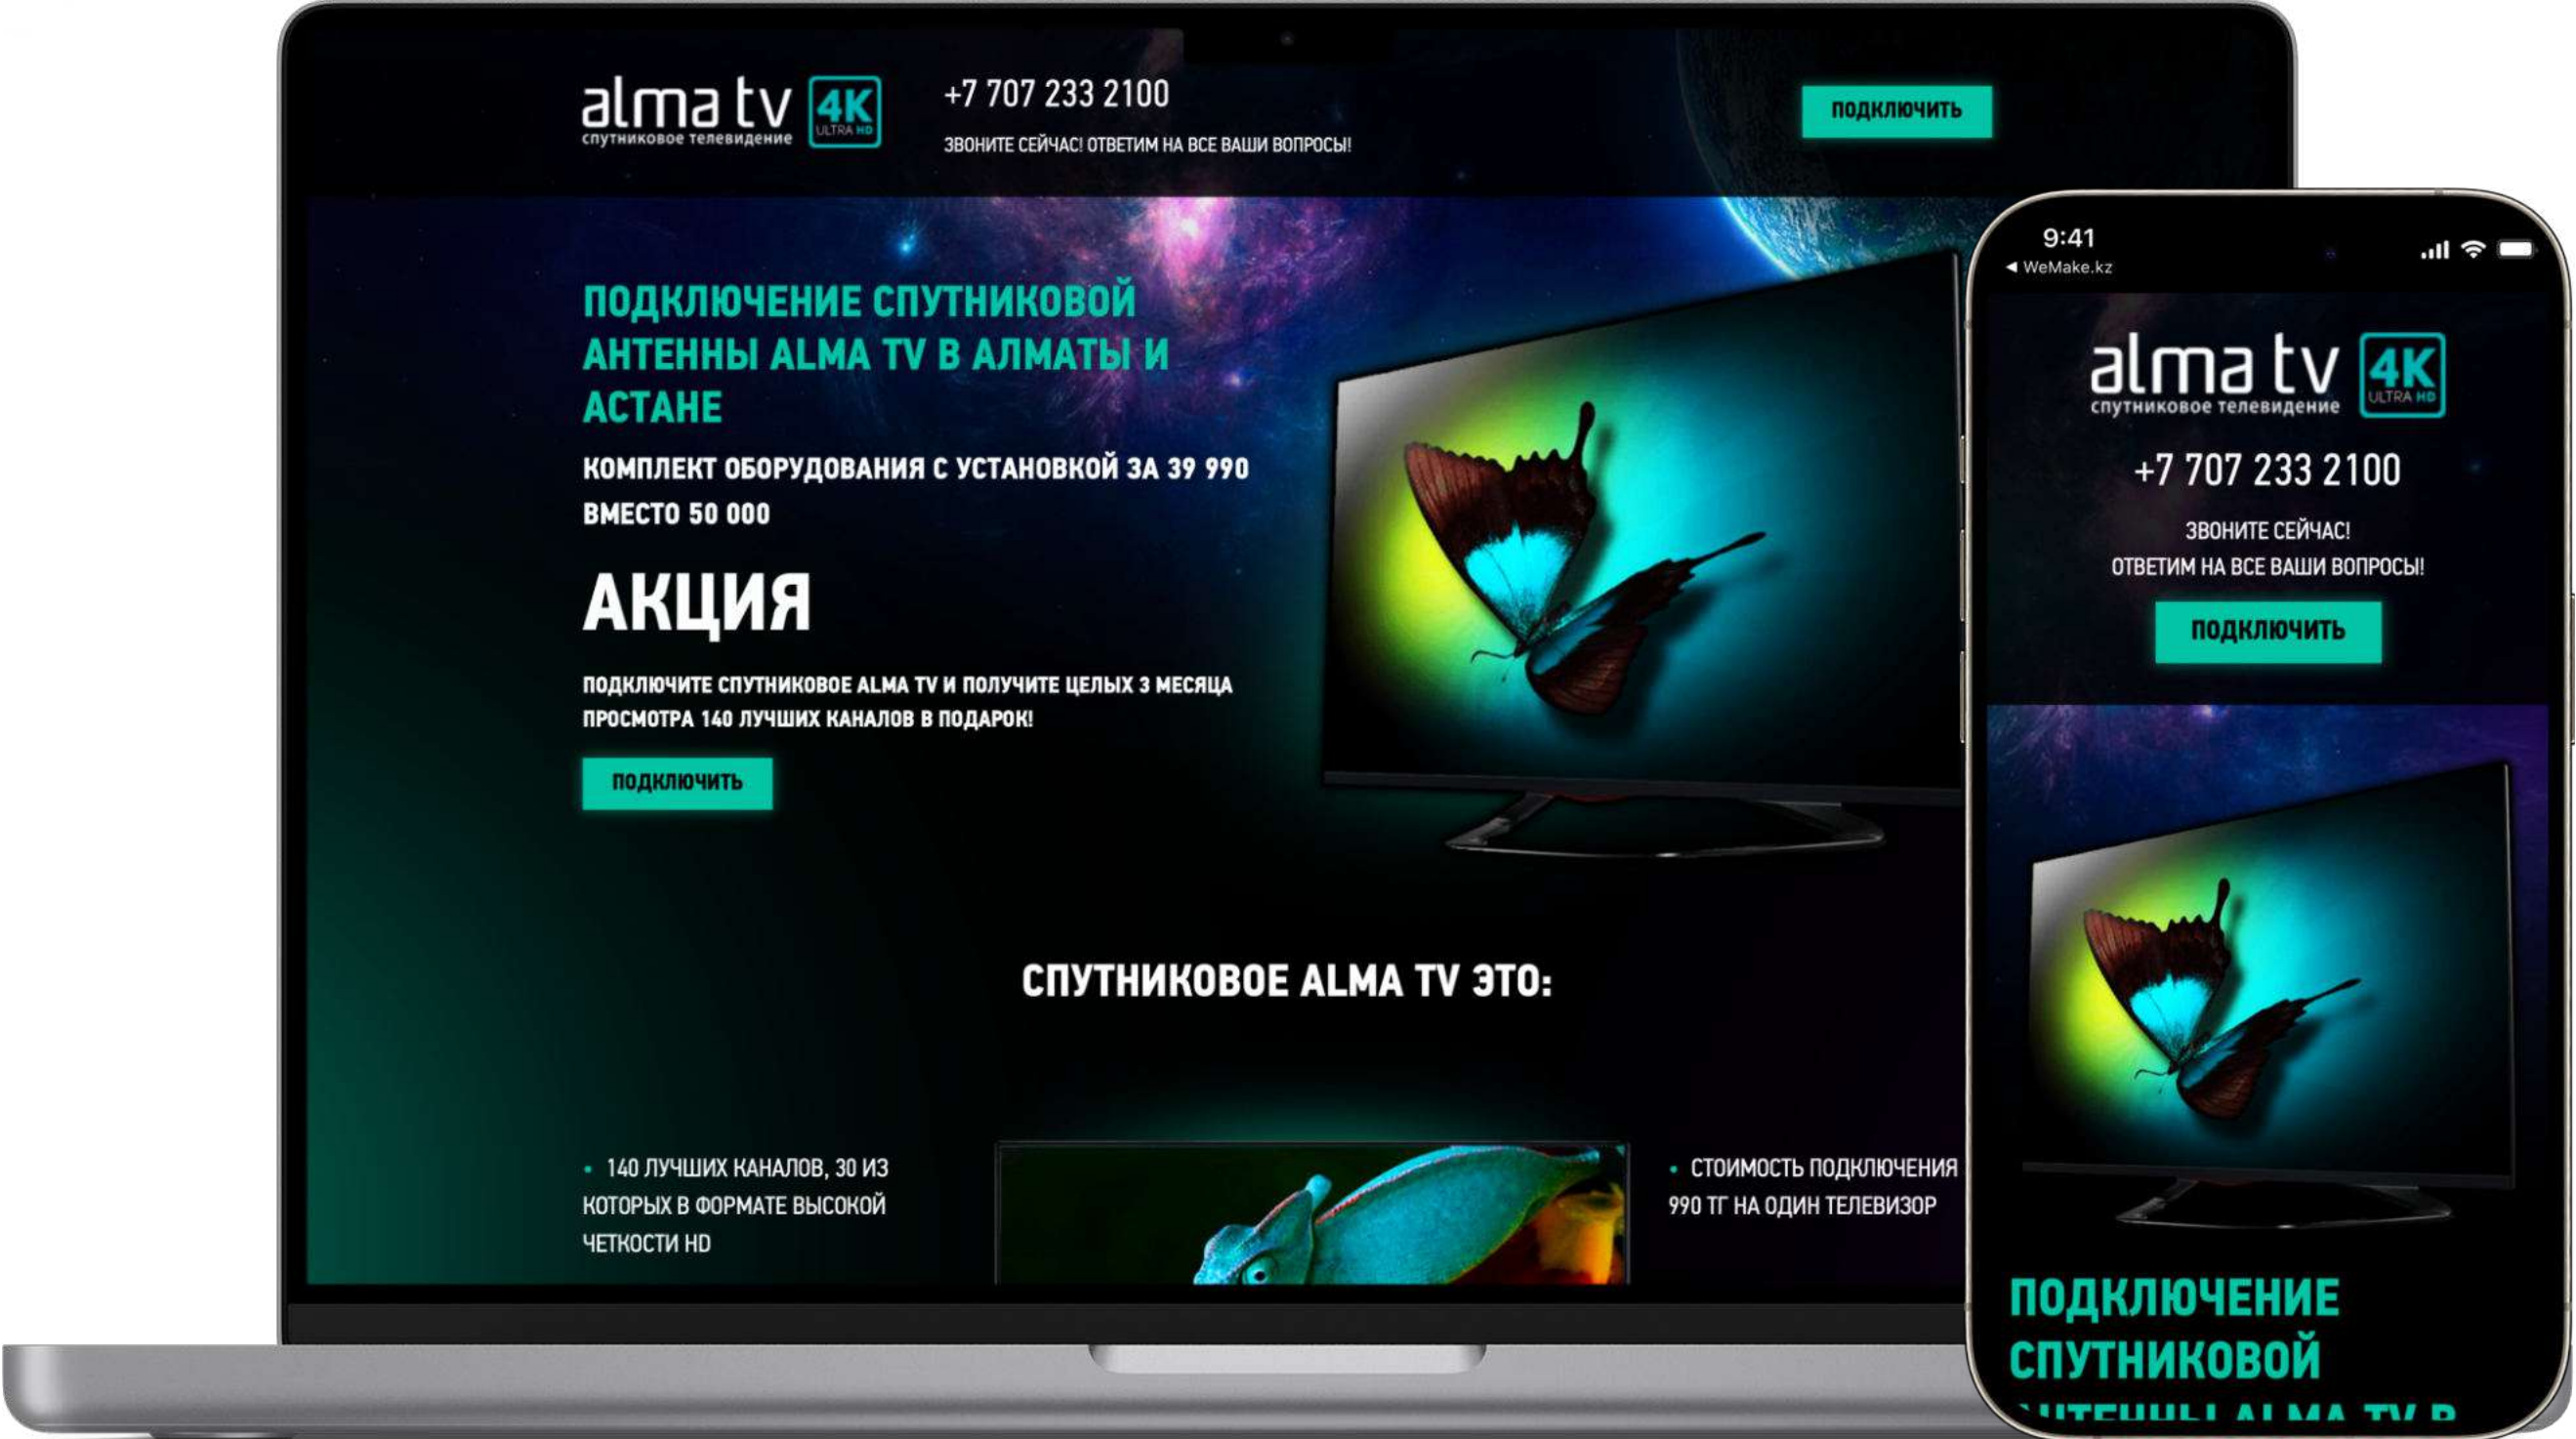 alma tv 4K
ULTRA HD
спутниковое телевидение
+7 707 233 2100
ЗВОНИТЕ СЕЙЧАС! ОТВЕТИМ НА ВСЕ ВАШИ ВОПРОСЫ!
ПОДКЛЮЧИТЬ
ПОДКЛЮЧЕНИЕ СПУТНИКОВОЙ
АНТЕННЫ ALMA TV В АЛМАТЫ И
АСТАНЕ
КОМПЛЕКТ ОБОРУДОВАНИЯ С УСТАНОВКОЙ ЗА 39 990
ВМЕСТО 50 000
АКЦИЯ
ПОДКЛЮЧИТЕ СПУТНИКОВОЕ ALMA TV И ПОЛУЧИТЕ ЦЕЛЫХ 3 МЕСЯЦА
ПРОСМОТРА 140 ЛУЧШИХ КАНАЛОВ В ПОДАРОК!
ПОДКЛЮЧИТЬ
СПУТНИКОВОЕ ALMA TV ЭТО:
• 140 ЛУЧШИХ КАНАЛОВ, 30 ИЗ
КОТОРЫХ В ФОРМАТЕ ВЫСОКОЙ
ЧЕТКОСТИ HD
• СТОИМОСТЬ ПОДКЛЮЧЕНИЯ
990 ТГ НА ОДИН ТЕЛЕВИЗОР
9:41
◀ WeMake.kz
alma tv 4K
ULTRA HD
спутниковое телевидение
+7 707 233 2100
ЗВОНИТЕ СЕЙЧАС!
ОТВЕТИМ НА ВСЕ ВАШИ ВОПРОСЫ!
ПОДКЛЮЧИТЬ
ПОДКЛЮЧЕНИЕ
СПУТНИКОВОЙ
АНТЕННЫ ALMA TV В